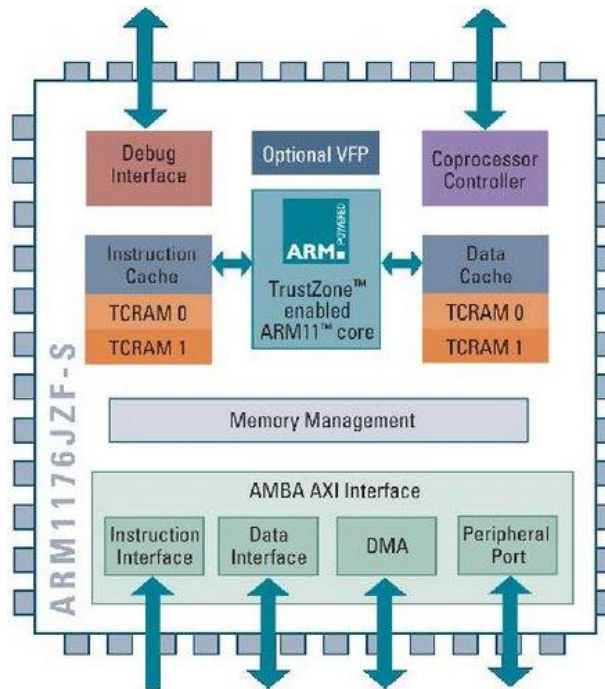 Debug
Interface
Optional VFP
Coprocessor
Controller
Instruction
Cache
TCRAM 0
TCRAM 1
ARM
POWERED
TrustZone™
enabled
ARM11™ core
Data
Cache
TCRAM 0
TCRAM 1
Memory Management
AMBA AXI Interface
Instruction
Interface
Data
Interface
DMA
Peripheral
Port
ARM1176JZF-S